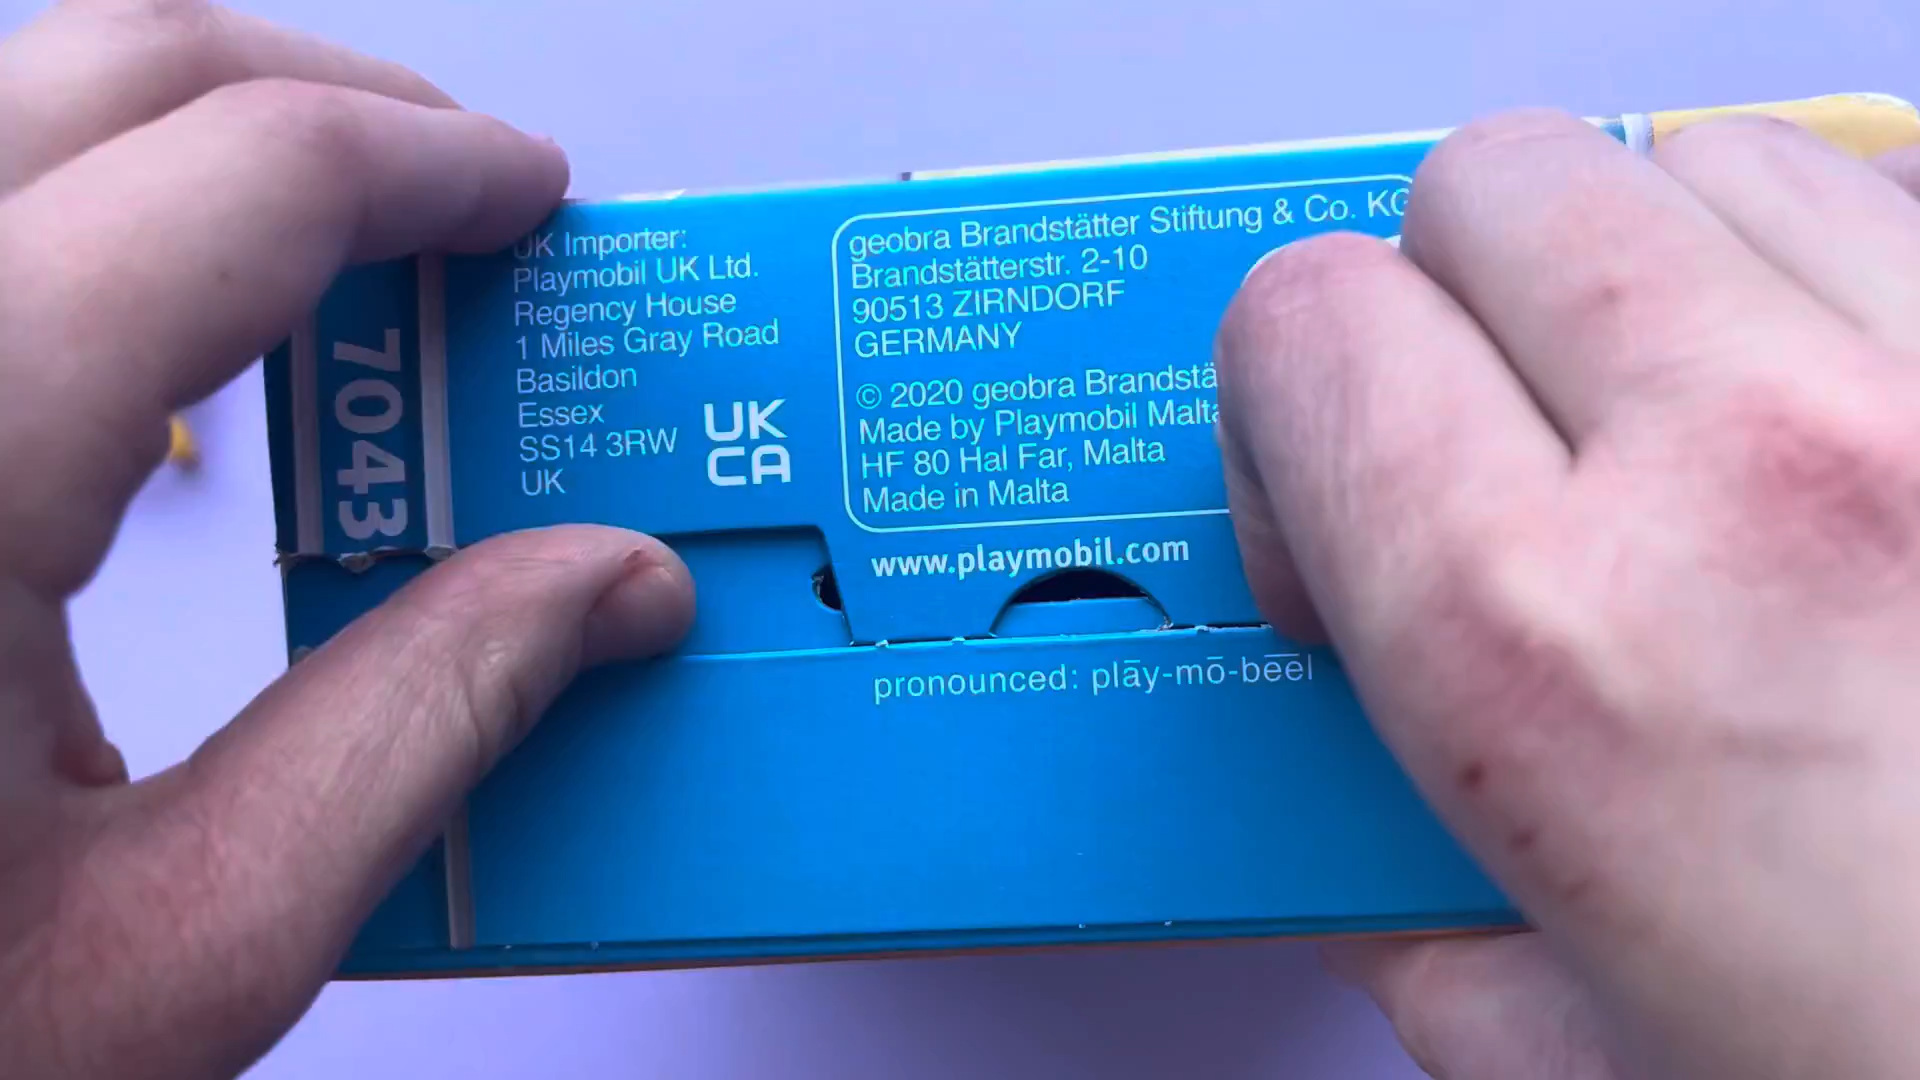 7043
UK Importer:
Playmobil UK Ltd.
Regency House
1 Miles Gray Road
Basildon
Essex
SS14 3RW
UK
UK
CA
geobra Brandstätter Stiftung & Co. KG
Brandstätterstr. 2-10
90513 ZIRNDORF
GERMANY
© 2020 geobra
Made by Playmobil Malta
HF 80 Hal Far, Malta
Made in Malta
www.playmobil.com
pronounced: plāy-mō-bēēl